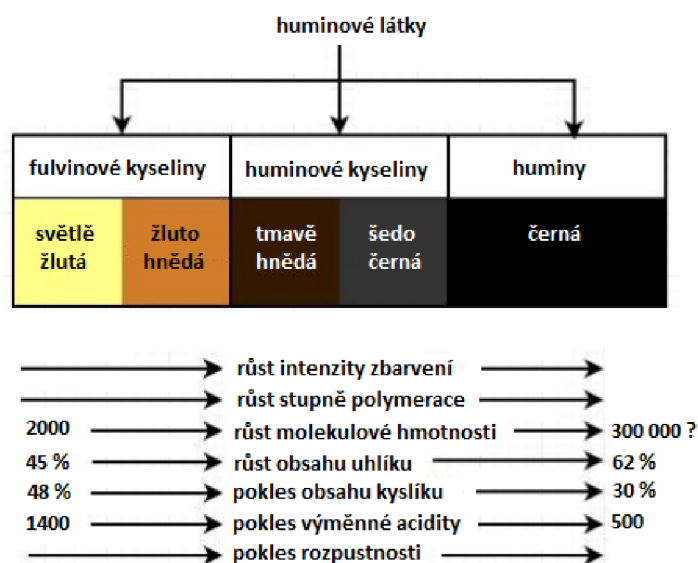 huminové látky
fulvinové kyseliny huminové kyseliny huminy
světle žluto tmavě šedo černá
žlutá hnědá hnědá černá
růst intenzity zbarvení
růst stupně polymerace
2000 růst molekulové hmotnosti 300 000 ?
45 % růst obsahu uhlíku 62 %
48 % pokles obsahu kyslíku 30 %
1400 pokles výměnné acidity 500
pokles rozpustnosti